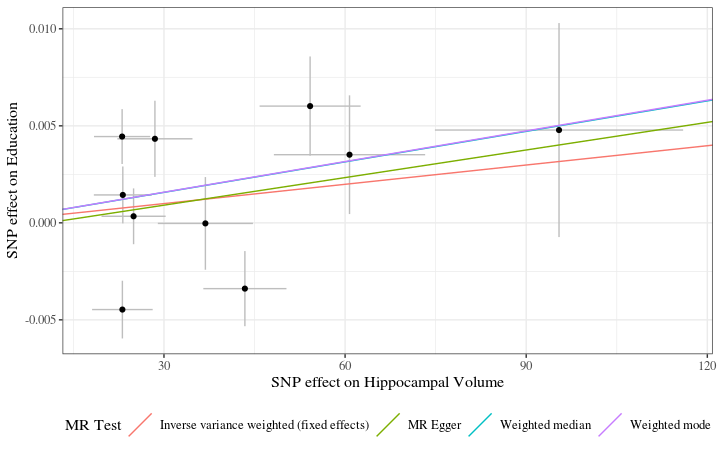 0.010
0.005
0.000
-0.005
SNP effect on Education
30
60
90
120
SNP effect on Hippocampal Volume
MR Test
Inverse variance weighted (fixed effects)
MR Egger
Weighted median
Weighted mode